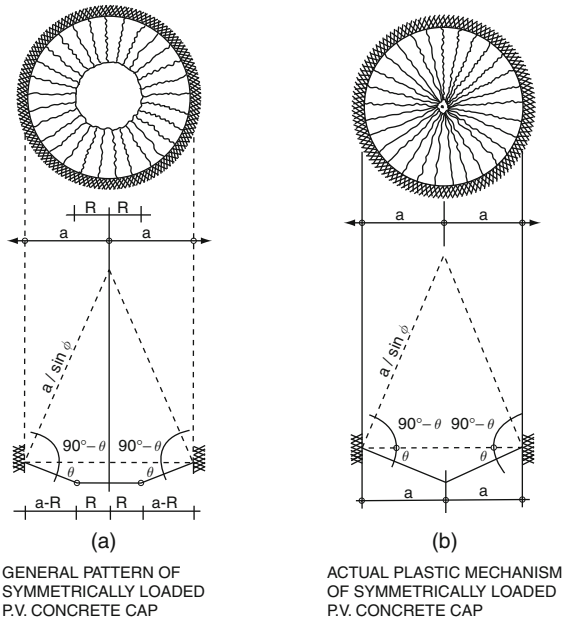 R R
a a
a a
a / sin ϕ
a / sin ϕ
90°– θ 90°– θ
90°– θ 90°– θ
θ θ
θ θ
a-R R R a-R
a a
(a)
(b)
GENERAL PATTERN OF
SYMMETRICALLY LOADED
P.V. CONCRETE CAP
ACTUAL PLASTIC MECHANISM
OF SYMMETRICALLY LOADED
P.V. CONCRETE CAP